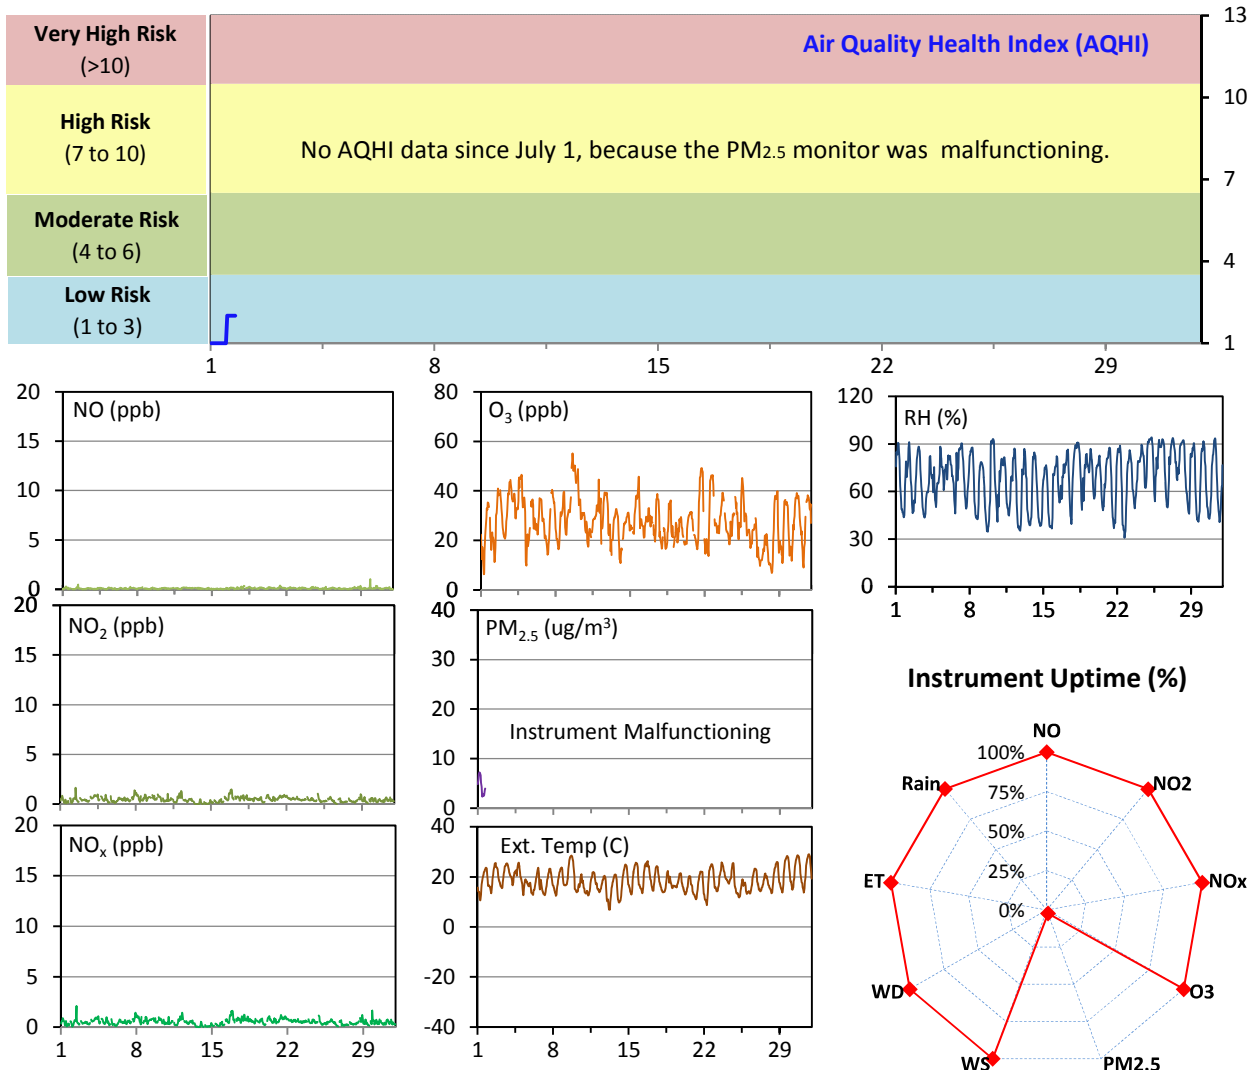 Very High Risk
(>10)
High Risk
(7 to 10)
Moderate Risk
(4 to 6)
Low Risk
(1 to 3)
Air Quality Health Index (AQHI)
No AQHI data since July 1, because the PM2.5 monitor was  malfunctioning.
13
10
7
4
1
1 8 15 22 29
NO (ppb)
20
15
10
5
0
O3 (ppb)
80
60
40
20
0
RH (%)
120
90
60
30
0
1 8 15 22 29
NO2 (ppb)
20
15
10
5
0
PM2.5 (ug/m3)
40
30
20
10
0
Instrument Malfunctioning
NOx (ppb)
20
15
10
5
0
1 8 15 22 29
Ext. Temp (C)
40
20
0
-20
-40
1 8 15 22 29
Instrument Uptime (%)
NO
NO2
NOx
O3
PM2.5
WS
WD
ET
Rain
100%
75%
50%
25%
0%